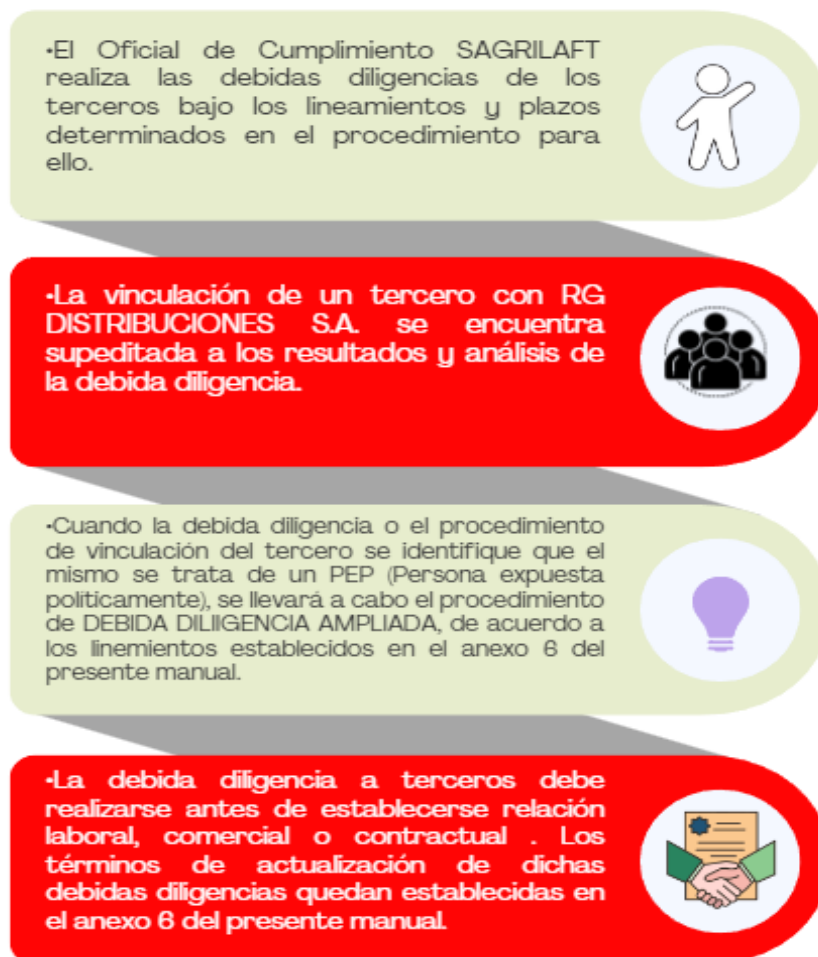 •El Oficial de Cumplimiento SAGRILAFT
realiza las debidas diligencias de los
terceros bajo los lineamientos y plazos
determinados en el procedimiento para
ello.
•La vinculación de un tercero con RG
DISTRIBUCIONES S.A. se encuentra
supeditada a los resultados y análisis de
la debida diligencia.
•Cuando la debida diligencia o el procedimiento
de vinculación del tercero se identifique que el
mismo se trata de un PEP (Persona expuesta
politicamente), se llevará a cabo el procedimiento
de DEBIDA DILIIGENCIA AMPLIADA, de acuerdo a
los linemientos establecidos en el anexo 6 del
presente manual.
•La debida diligencia a terceros debe
realizarse antes de establecerse relación
laboral, comercial o contractual . Los
términos de actualización de dichas
debidas diligencias quedan establecidas en
el anexo 6 del presente manual.